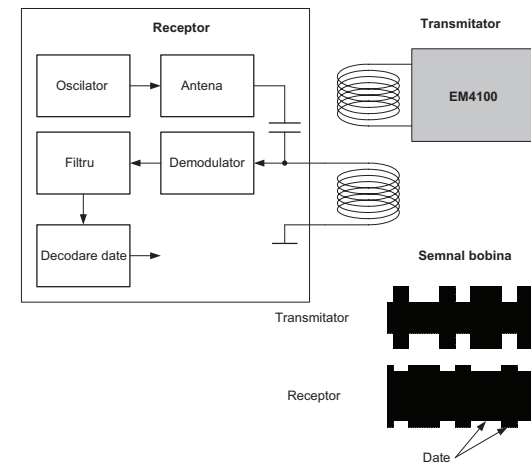 Receptor
Transmitator
Oscilator
Antena
EM4100
Filtru
Demodulator
Decodare date
Semnal bobina
Transmitator
Receptor
Date